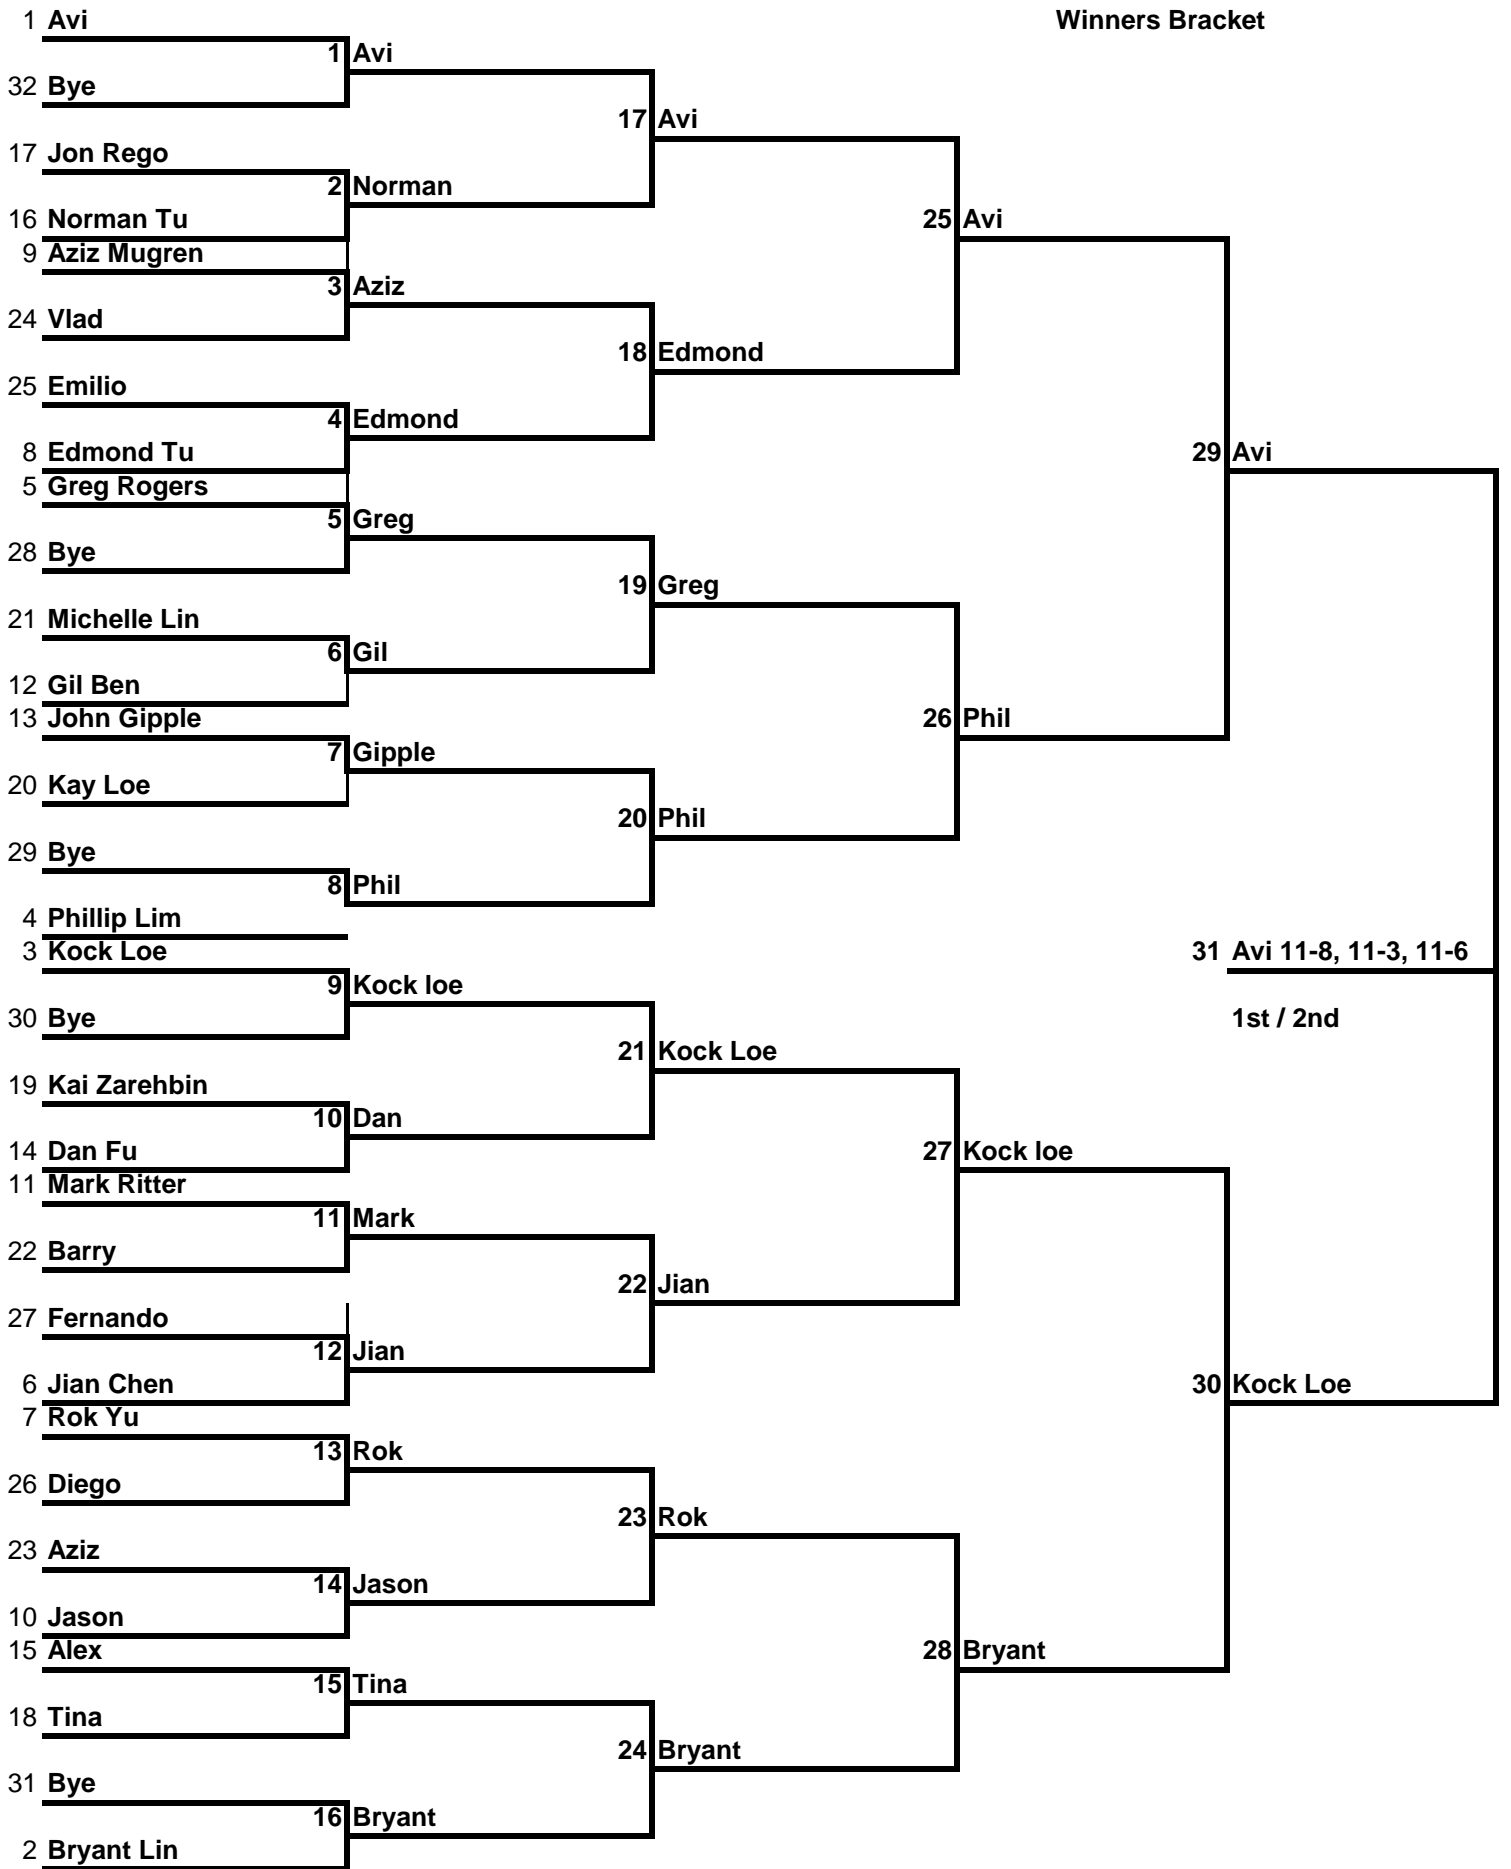 Winners Bracket
1 Avi
1 Avi
32 Bye
17 Avi
17 Jon Rego
2 Norman
16 Norman Tu
25 Avi
9 Aziz Mugren
3 Aziz
24 Vlad
18 Edmond
25 Emilio
4 Edmond
8 Edmond Tu
29 Avi
5 Greg Rogers
5 Greg
28 Bye
19 Greg
21 Michelle Lin
6 Gil
12 Gil Ben
13 John Gipple
26 Phil
7 Gipple
20 Kay Loe
20 Phil
29 Bye
8 Phil
4 Phillip Lim
3 Kock Loe
31 Avi 11-8, 11-3, 11-6
9 Kock loe
30 Bye
1st / 2nd
21 Kock Loe
19 Kai Zarehbin
10 Dan
14 Dan Fu
27 Kock loe
11 Mark Ritter
11 Mark
22 Barry
22 Jian
27 Fernando
12 Jian
6 Jian Chen
30 Kock Loe
7 Rok Yu
13 Rok
26 Diego
23 Rok
23 Aziz
14 Jason
10 Jason
15 Alex
28 Bryant
15 Tina
18 Tina
24 Bryant
31 Bye
16 Bryant
2 Bryant Lin